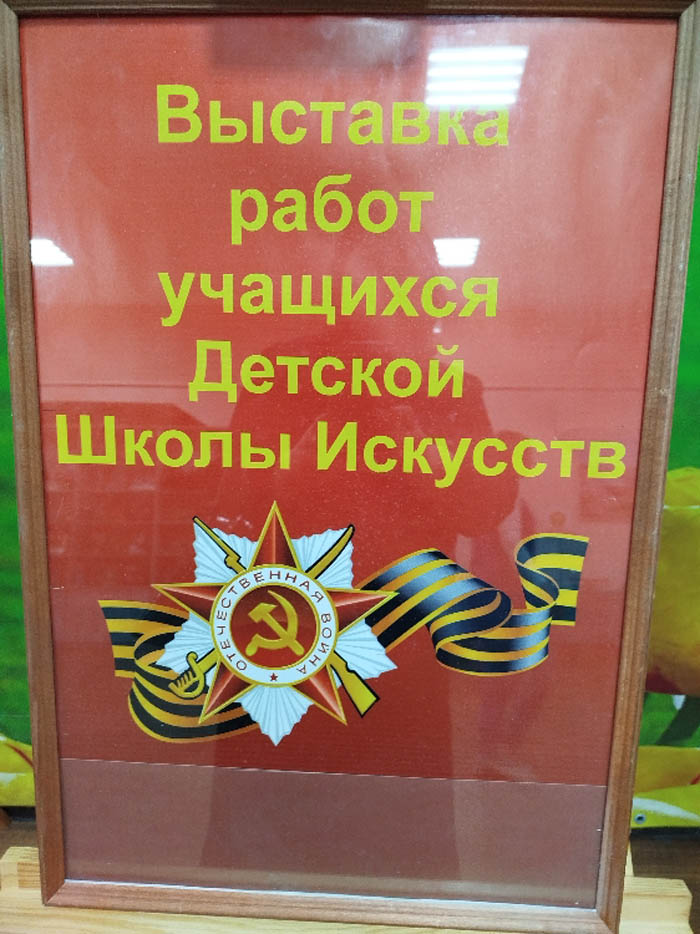 Выставка
работ
учащихся
Детской
Школы Искусств
ОТЕЧЕСТВЕННАЯ ВОЙНА